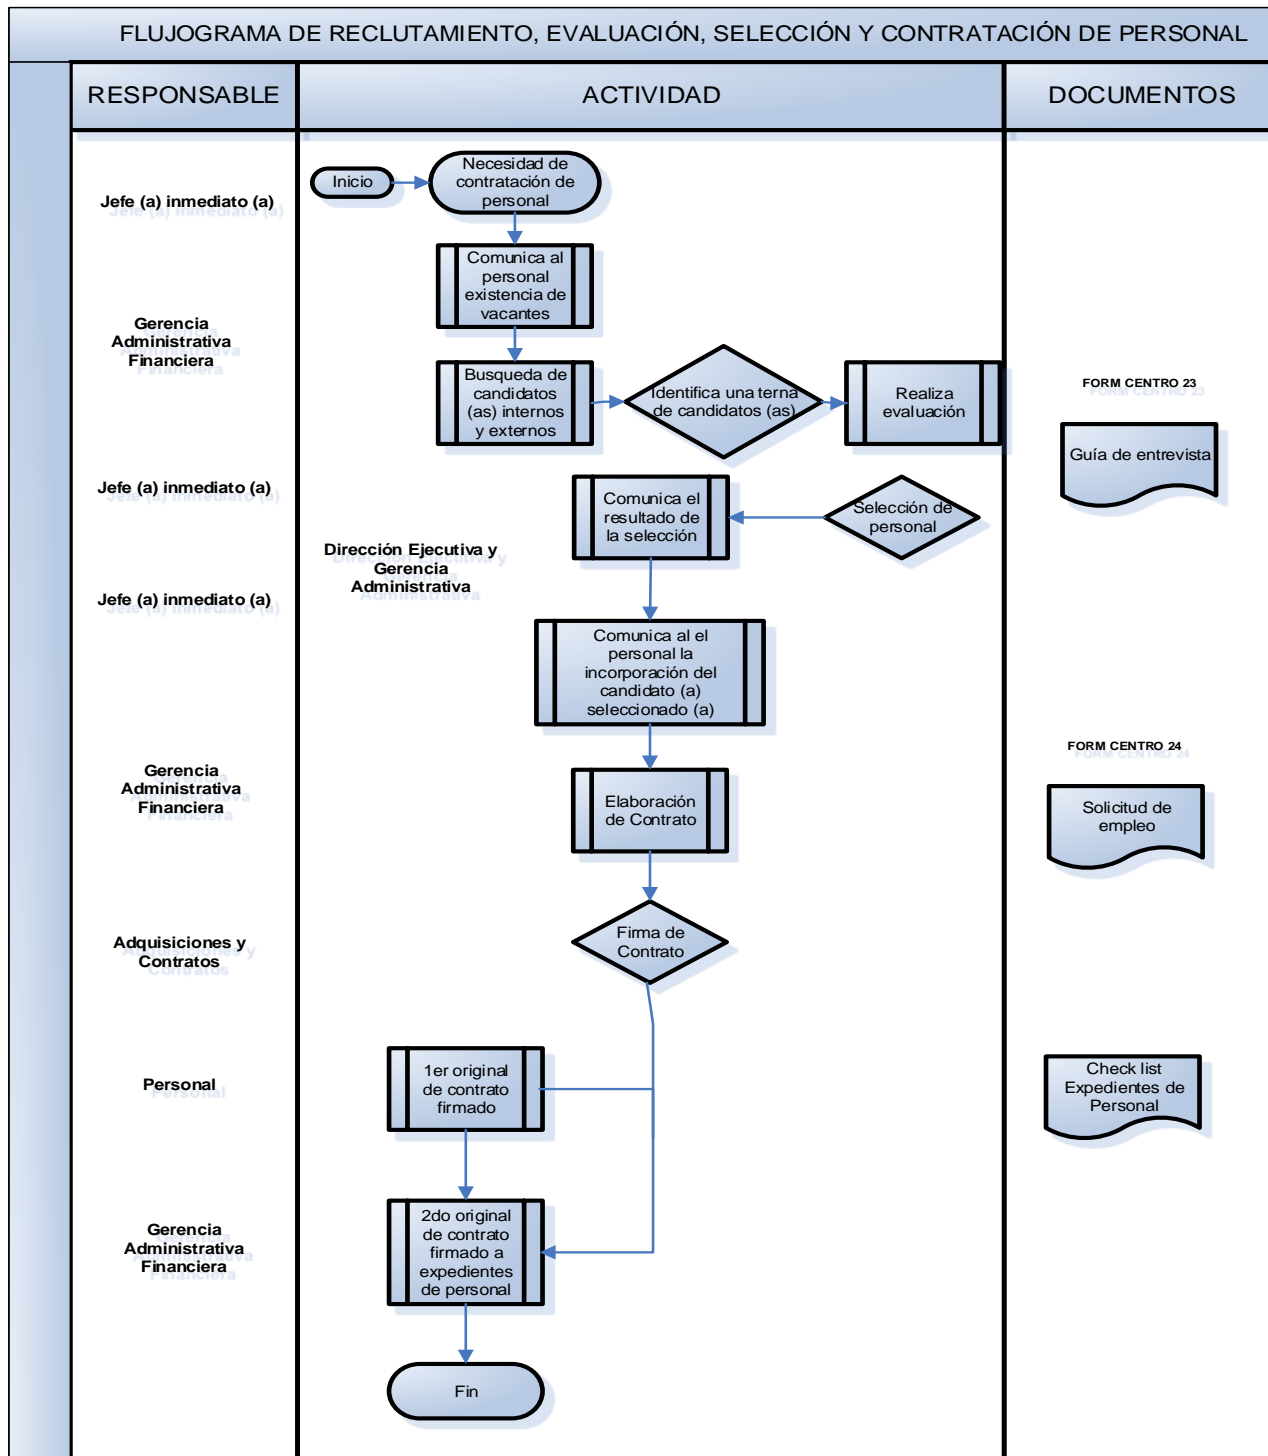 FLUJOGRAMA DE RECLUTAMIENTO, EVALUACIÓN, SELECCIÓN Y CONTRATACIÓN DE PERSONAL
RESPONSABLE
ACTIVIDAD
DOCUMENTOS
Inicio
Necesidad de
contratación de
personal
Jefe (a) inmediato (a)
Comunica al
personal
existencia de
vacantes
Gerencia
Administrativa
Financiera
Busqueda de
candidatos
(as) internos
y externos
Identifica una terna
de candidatos (as)
Realiza
evaluación
FORM CENTRO 23
Guía de entrevista
Jefe (a) inmediato (a)
Comunica el
resultado de
la selección
Selección de
personal
Dirección Ejecutiva y
Gerencia
Administrativa
Jefe (a) inmediato (a)
Comunica al el
personal la
incorporación del
candidato (a)
seleccionado (a)
FORM CENTRO 24
Gerencia
Administrativa
Financiera
Elaboración
de Contrato
Solicitud de
empleo
Adquisiciones y
Contratos
Firma de
Contrato
Personal
1er original
de contrato
firmado
Check list
Expedientes de
Personal
Gerencia
Administrativa
Financiera
2do original
de contrato
firmado a
expedientes
de personal
Fin